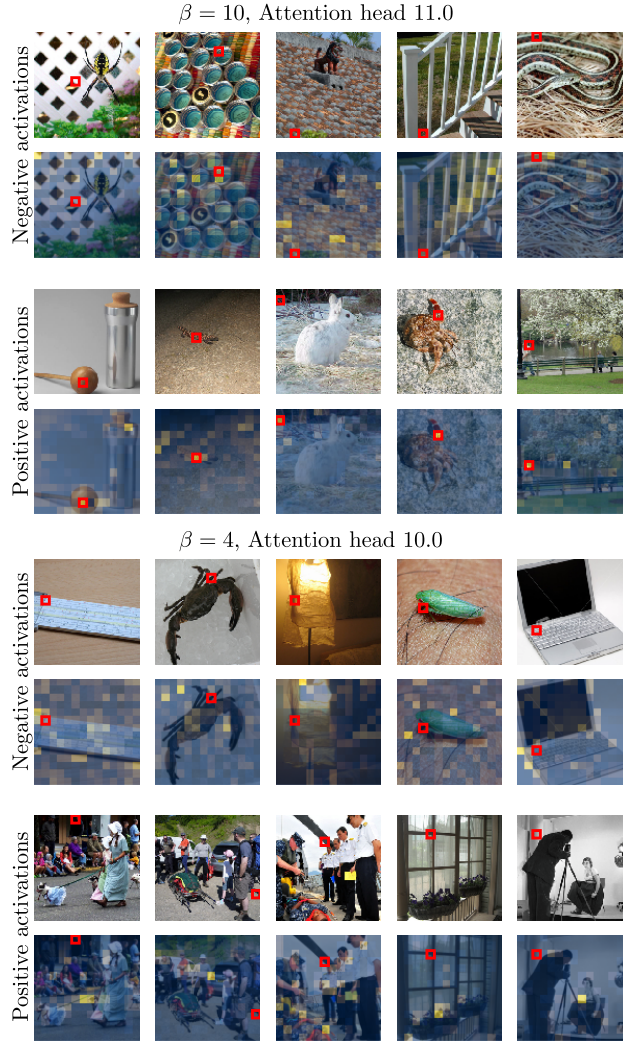 β = 10, Attention head 11.0
Negative activations
Positive activations
β = 4, Attention head 10.0
Negative activations
Positive activations